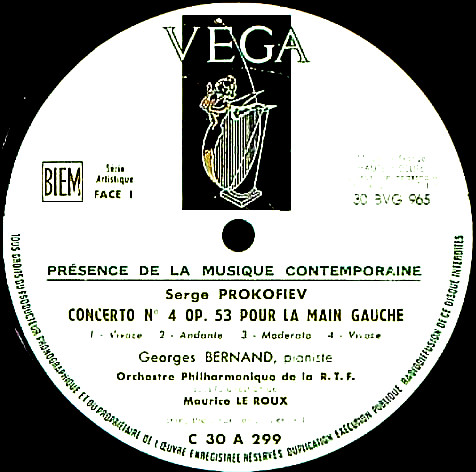 VÈGA
BIEM
Série
Artistique
FACE 1
30 BVG 965
PRÉSENCE DE LA MUSIQUE CONTEMPORAINE
Serge PROKOFIEV
CONCERTO N° 4 OP. 53 POUR LA MAIN GAUCHE
1 - Vivace 2 - Andante 3 - Moderato 4 - Vivace
Georges BERNAND, pianiste
Orchestre Philharmonique de la R.T.F.
Maurice LE ROUX
C 30 A 299
TOUS DROITS DU PRODUCTEUR PHONOGRAPHIQUE ET DU PROPRIÉTAIRE DE L'ŒUVRE ENREGISTRÉE RÉSERVÉS DUPLICATION EXÉCUTION PUBLIQUE RADIODIFFUSION DE CE DISQUE INTERDITES